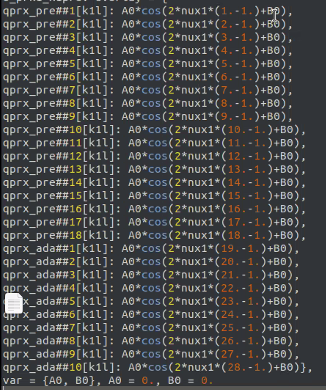 qprx_pre##1[k1l]: A0*cos(2*nux1*(1.-1.)+B0),
qprx_pre##2[k1l]: A0*cos(2*nux1*(2.-1.)+B0),
qprx_pre##3[k1l]: A0*cos(2*nux1*(3.-1.)+B0),
qprx_pre##4[k1l]: A0*cos(2*nux1*(4.-1.)+B0),
qprx_pre##5[k1l]: A0*cos(2*nux1*(5.-1.)+B0),
qprx_pre##6[k1l]: A0*cos(2*nux1*(6.-1.)+B0),
qprx_pre##7[k1l]: A0*cos(2*nux1*(7.-1.)+B0),
qprx_pre##8[k1l]: A0*cos(2*nux1*(8.-1.)+B0),
qprx_pre##9[k1l]: A0*cos(2*nux1*(9.-1.)+B0),
qprx_pre##10[k1l]: A0*cos(2*nux1*(10.-1.)+B0),
qprx_pre##11[k1l]: A0*cos(2*nux1*(11.-1.)+B0),
qprx_pre##12[k1l]: A0*cos(2*nux1*(12.-1.)+B0),
qprx_pre##13[k1l]: A0*cos(2*nux1*(13.-1.)+B0),
qprx_pre##14[k1l]: A0*cos(2*nux1*(14.-1.)+B0),
qprx_pre##15[k1l]: A0*cos(2*nux1*(15.-1.)+B0),
qprx_pre##16[k1l]: A0*cos(2*nux1*(16.-1.)+B0),
qprx_pre##17[k1l]: A0*cos(2*nux1*(17.-1.)+B0),
qprx_pre##18[k1l]: A0*cos(2*nux1*(18.-1.)+B0),
qprx_ada##1[k1l]: A0*cos(2*nux1*(19.-1.)+B0),
qprx_ada##2[k1l]: A0*cos(2*nux1*(20.-1.)+B0),
qprx_ada##3[k1l]: A0*cos(2*nux1*(21.-1.)+B0),
qprx_ada##4[k1l]: A0*cos(2*nux1*(22.-1.)+B0),
qprx_ada##5[k1l]: A0*cos(2*nux1*(23.-1.)+B0),
qprx_ada##6[k1l]: A0*cos(2*nux1*(24.-1.)+B0),
qprx_ada##7[k1l]: A0*cos(2*nux1*(25.-1.)+B0),
qprx_ada##8[k1l]: A0*cos(2*nux1*(26.-1.)+B0),
qprx_ada##9[k1l]: A0*cos(2*nux1*(27.-1.)+B0),
qprx_ada##10[k1l]: A0*cos(2*nux1*(28.-1.)+B0)},
var = {A0, B0}, A0 = 0., B0 = 0.